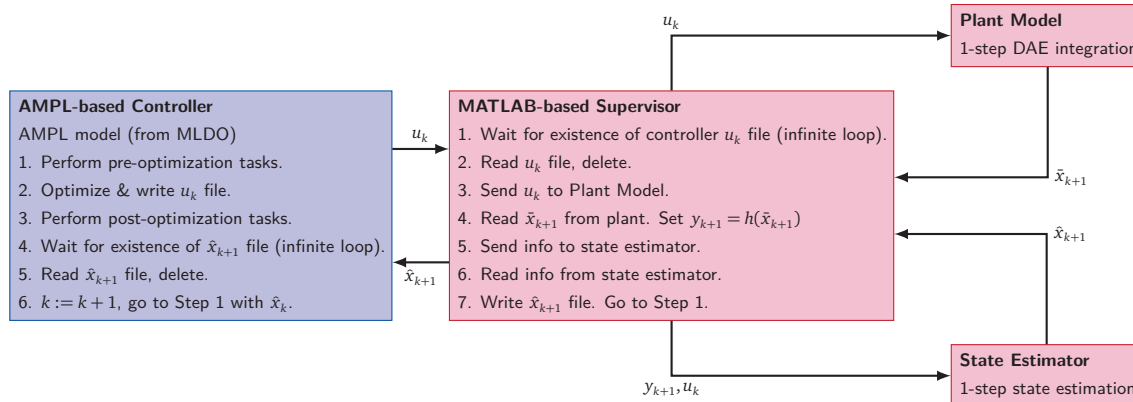 AMPL-based Controller
AMPL model (from MLDO)
1. Perform pre-optimization tasks.
2. Optimize & write u_k file.
3. Perform post-optimization tasks.
4. Wait for existence of x̂_{k+1} file (infinite loop).
5. Read x̂_{k+1} file, delete.
6. k := k + 1, go to Step 1 with x̂_k.
u_k
x̂_{k+1}
MATLAB-based Supervisor
1. Wait for existence of controller u_k file (infinite loop).
2. Read u_k file, delete.
3. Send u_k to Plant Model.
4. Read x̄_{k+1} from plant. Set y_{k+1} = h(x̄_{k+1})
5. Send info to state estimator.
6. Read info from state estimator.
7. Write x̂_{k+1} file. Go to Step 1.
u_k
Plant Model
1-step DAE integration
x̄_{k+1}
x̂_{k+1}
State Estimator
1-step state estimation
y_{k+1}, u_k